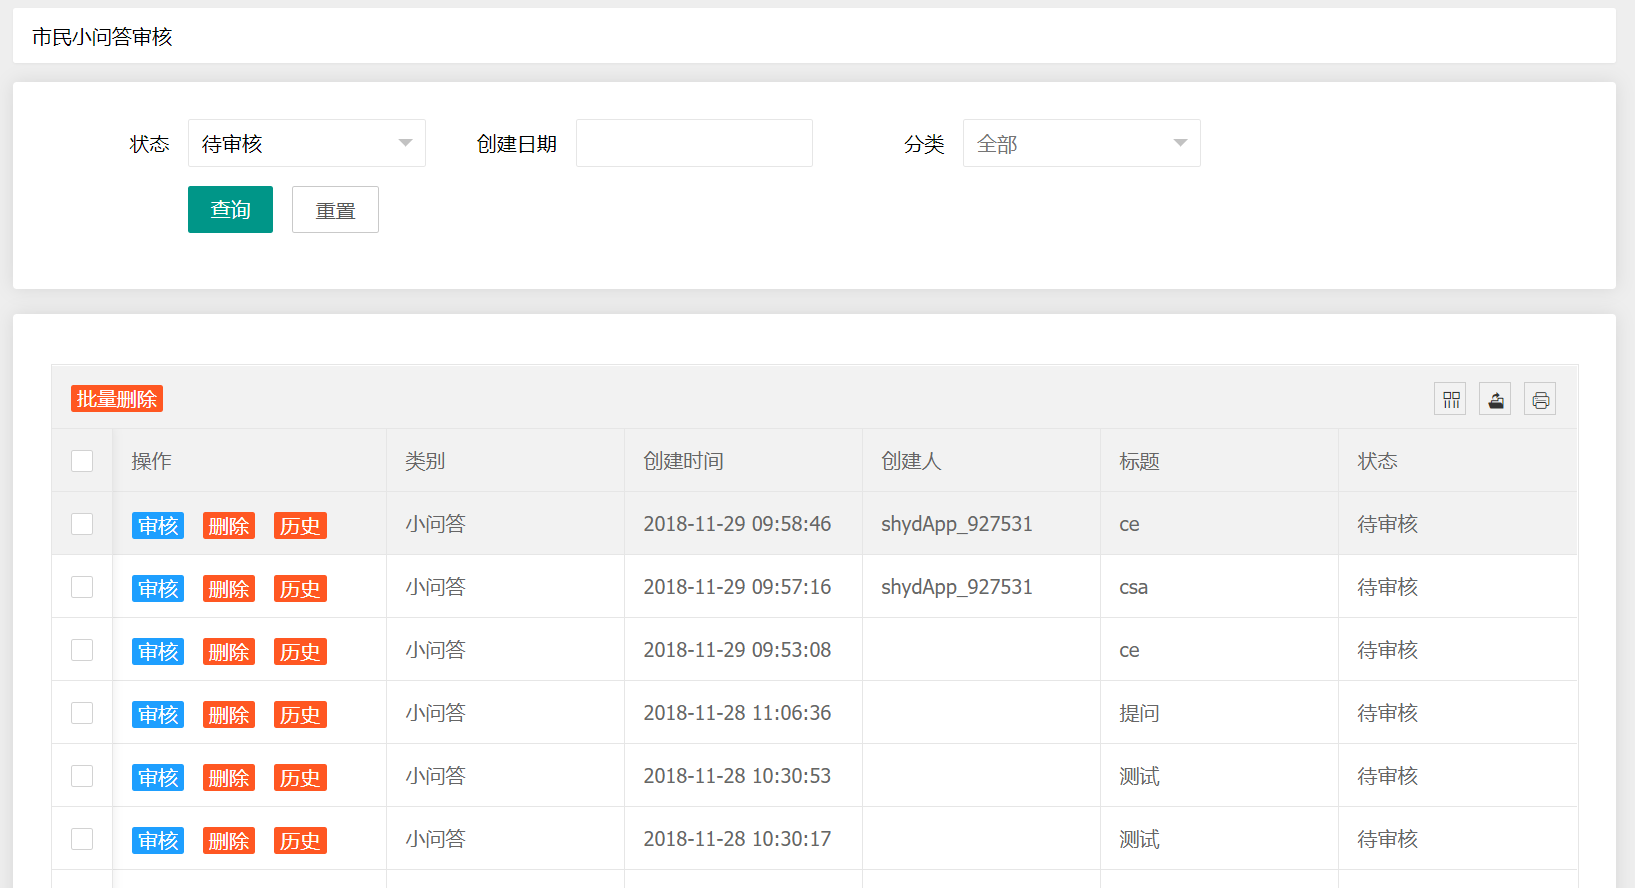 市民小问答审核
状态 待审核 创建日期 分类 全部
查询 重置
批量删除
操作 类别 创建时间 创建人 标题 状态
审核 删除 历史 小问答 2018-11-29 09:58:46 shydApp_927531 ce 待审核
审核 删除 历史 小问答 2018-11-29 09:57:16 shydApp_927531 csa 待审核
审核 删除 历史 小问答 2018-11-29 09:53:08 ce 待审核
审核 删除 历史 小问答 2018-11-28 11:06:36 提问 待审核
审核 删除 历史 小问答 2018-11-28 10:30:53 测试 待审核
审核 删除 历史 小问答 2018-11-28 10:30:17 测试 待审核